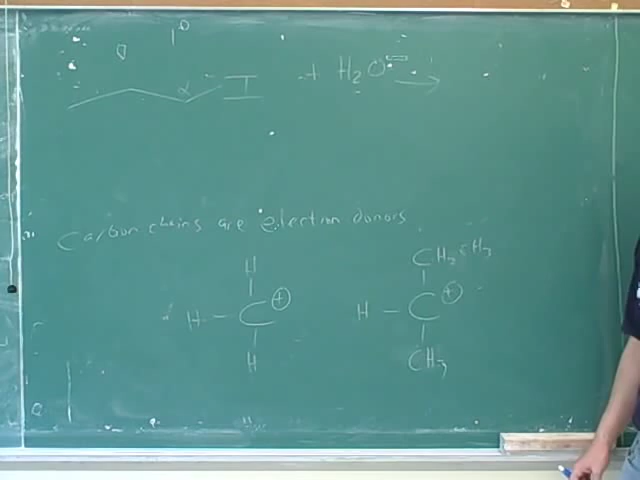 1°
β
α I + H2O →
Carbon chains are electron donors
H CH2CH3
H - C + H - C +
H CH3